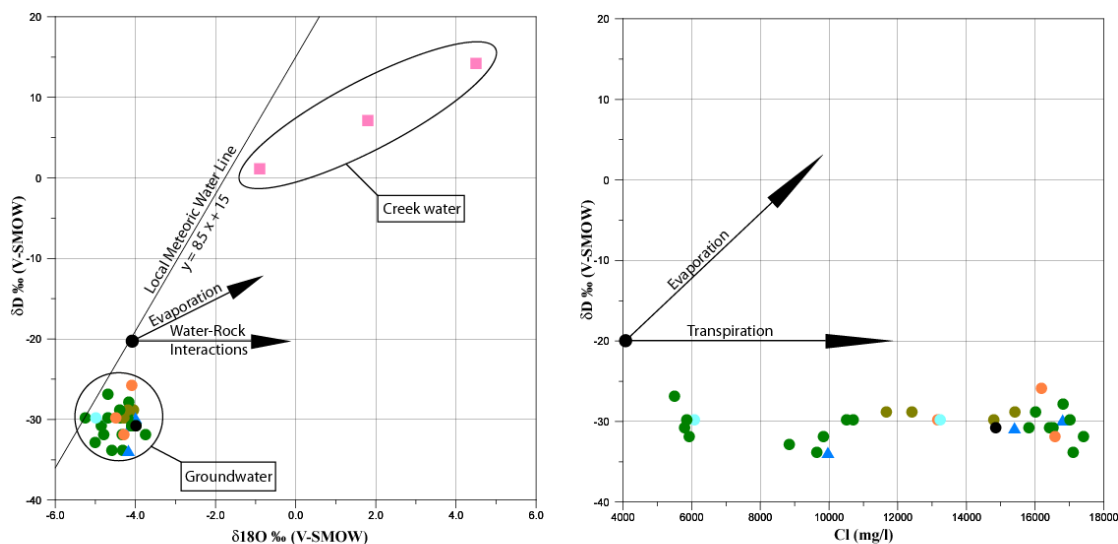 20
10
0
-10
-20
-30
-40
-6.0
-4.0
-2.0
0.0
2.0
4.0
6.0
δD ‰ (V-SMOW)
δ18O ‰ (V-SMOW)
Local Meteoric Water Line
y = 8.5 x + 15
Creek water
Evaporation
Water-Rock
Interactions
Groundwater
20
10
0
-10
-20
-30
-40
4000
6000
8000
10000
12000
14000
16000
18000
δD ‰ (V-SMOW)
Cl (mg/l)
Evaporation
Transpiration